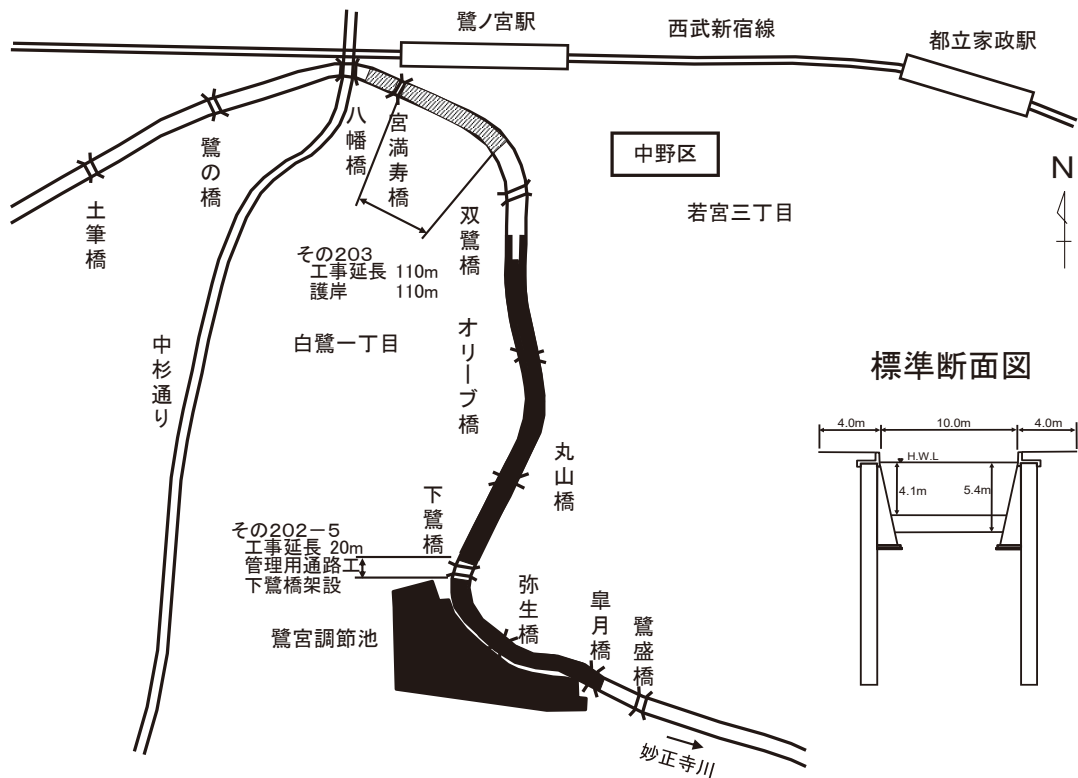 鷺ノ宮駅
西武新宿線
都立家政駅
中野区
N
若宮三丁目
八幡橋
宮満寿橋
鷺の橋
土筆橋
双鷺橋
その203
工事延長 110m
護岸 110m
白鷺一丁目
中杉通り
オリーブ橋
標準断面図
4.0m
10.0m
4.0m
H.W.L
4.1m
5.4m
丸山橋
下鷺橋
その202-5
工事延長 20m
管理用通路工
下鷺橋架設
鷺宮調節池
弥生橋
皐月橋
鷺盛橋
妙正寺川